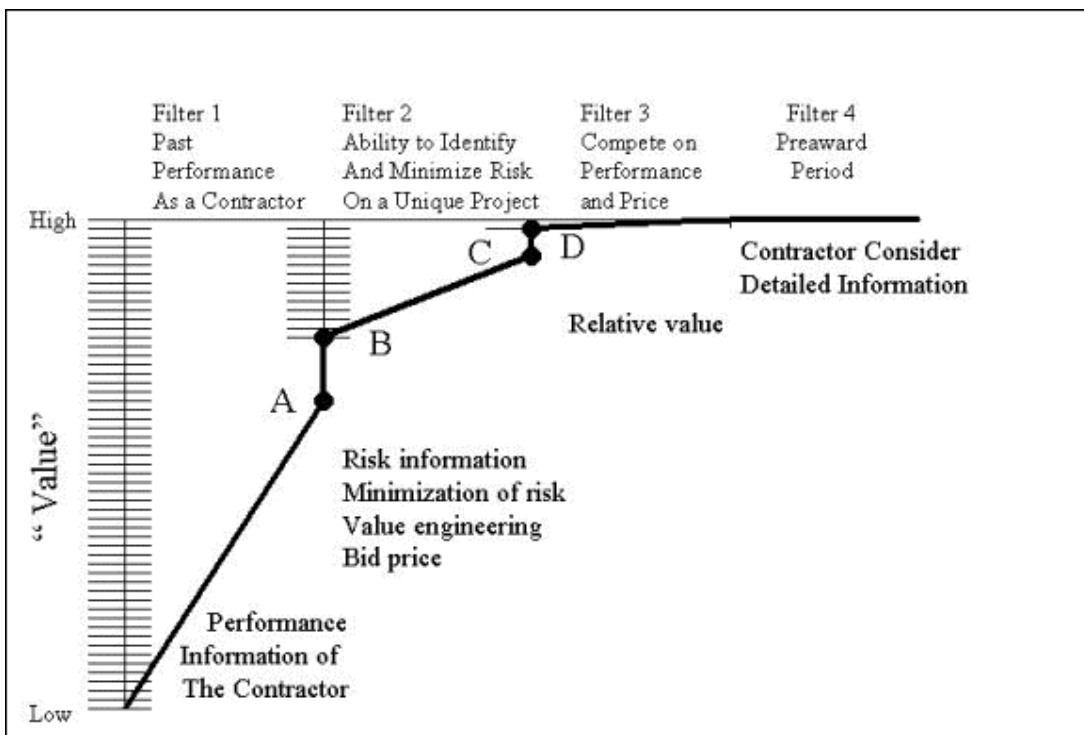 Filter 1
Past
Performance
As a Contractor
Filter 2
Ability to Identify
And Minimize Risk
On a Unique Project
Filter 3
Compete on
Performance
and Price
Filter 4
Preaward
Period
High
C
D
Contractor Consider
Detailed Information
Relative value
B
A
“Value”
Risk information
Minimization of risk
Value engineering
Bid price
Performance
Information of
The Contractor
Low